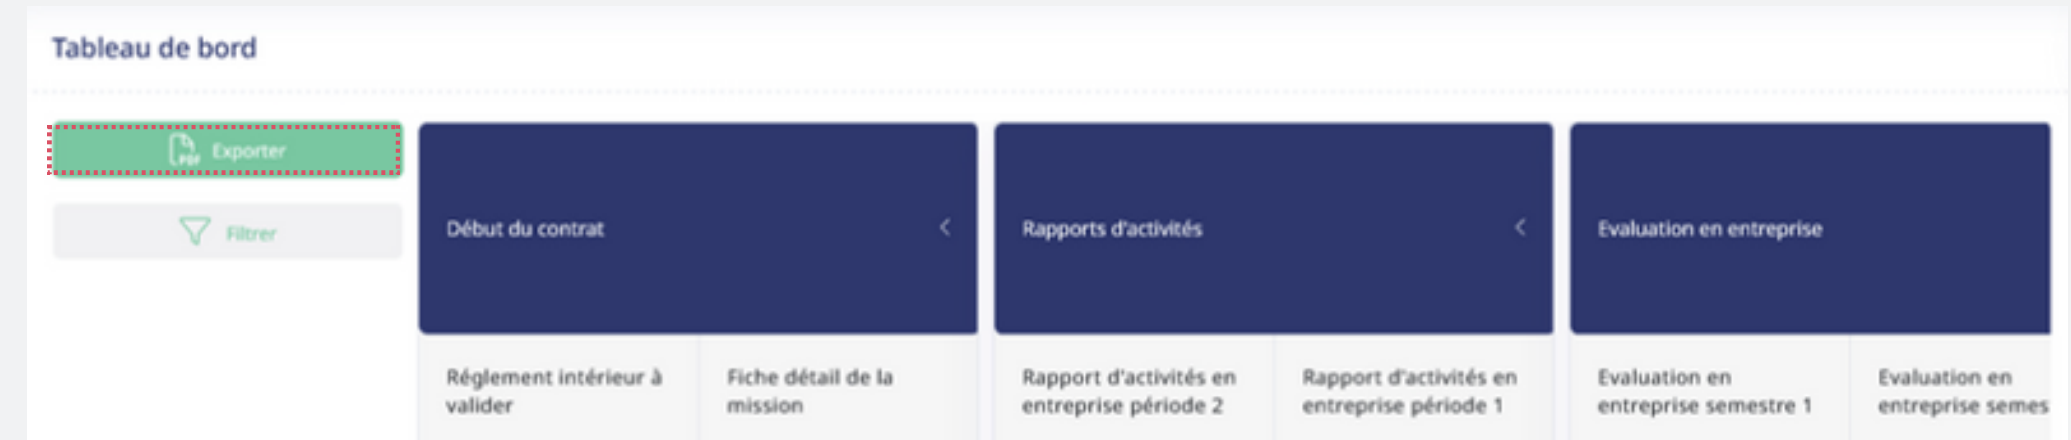 Tableau de bord
PDF Exporter
Filtrer
Début du contrat
Rapports d'activités
Evaluation en entreprise
Réglement intérieur à
valider
Fiche détail de la
mission
Rapport d'activités en
entreprise période 2
Rapport d'activités en
entreprise période 1
Evaluation en
entreprise semestre 1
Evaluation en
entreprise semes